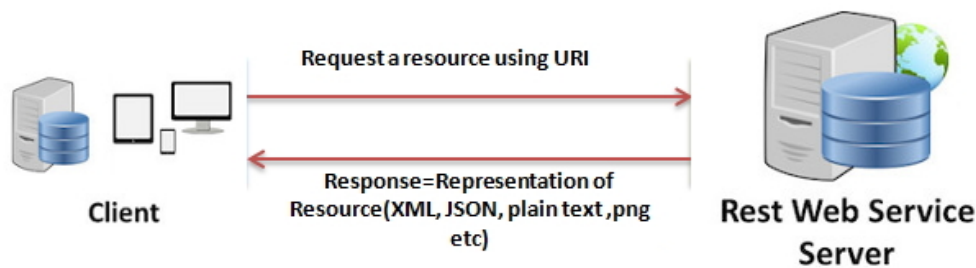 Request a resource using URI
Response=Representation of
Resource(XML, JSON, plain text ,png
etc)
Client
Rest Web Service
Server